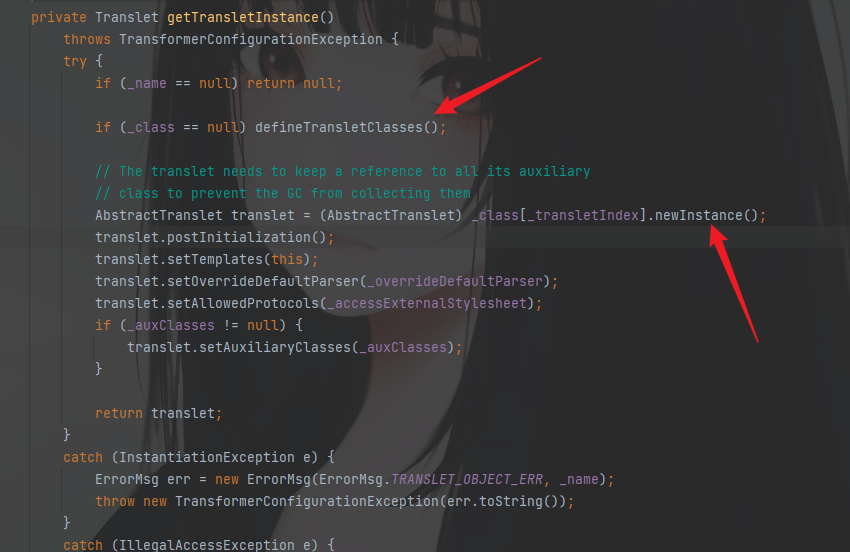 private Translet getTransletInstance()
throws TransformerConfigurationException {
try {
if (_name == null) return null;
if (_class == null) defineTransletClasses();
// The translet needs to keep a reference to all its auxiliary
// class to prevent the GC from collecting them
AbstractTranslet translet = (AbstractTranslet) _class[_transletIndex].newInstance();
translet.postInitialization();
translet.setTemplates(this);
translet.setOverrideDefaultParser(_overrideDefaultParser);
translet.setAllowedProtocols(_accessExternalStylesheet);
if (_auxClasses != null) {
translet.setAuxiliaryClasses(_auxClasses);
}
return translet;
}
catch (InstantiationException e) {
ErrorMsg err = new ErrorMsg(ErrorMsg.TRANSLET_OBJECT_ERR, _name);
throw new TransformerConfigurationException(err.toString());
}
catch (IllegalAccessException e) {